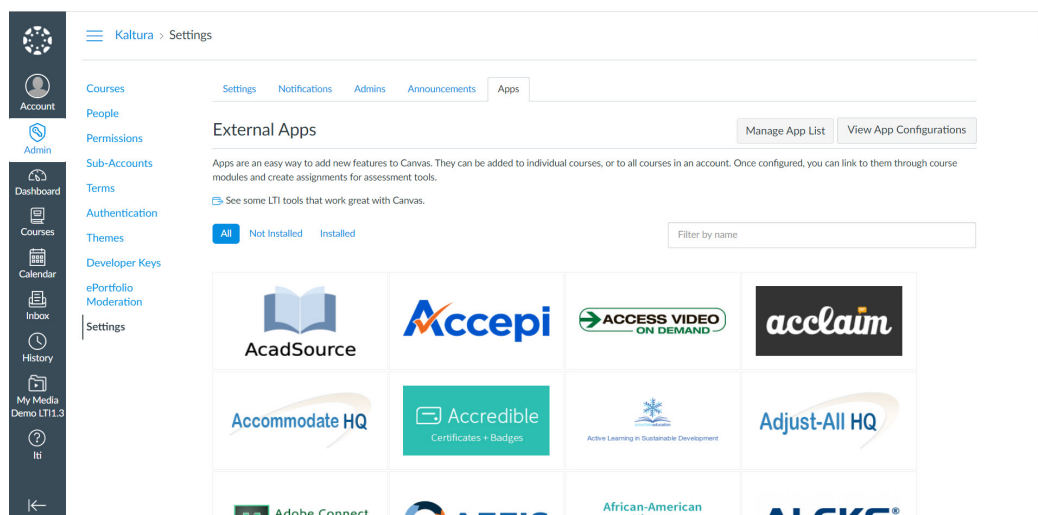 Kaltura > Settings
Account
Admin
Dashboard
Courses
Calendar
Inbox
History
My Media
Demo LTI1.3
lti
Courses
People
Permissions
Sub-Accounts
Terms
Authentication
Themes
Developer Keys
ePortfolio
Moderation
Settings
Settings Notifications Admins Announcements Apps
External Apps
Manage App List View App Configurations
Apps are an easy way to add new features to Canvas. They can be added to individual courses, or to all courses in an account. Once configured, you can link to them through course
modules and create assignments for assessment tools.
See some LTI tools that work great with Canvas.
All Not Installed Installed
Filter by name
AcadSource
Accepi
ACCESS VIDEO
ON DEMAND
acclaim
Accommodate HQ
Accredible
Certificates + Badges
Active Learning in Sustainable Development
Adjust-All HQ
Adobe Connect
African-American
ALEKS®